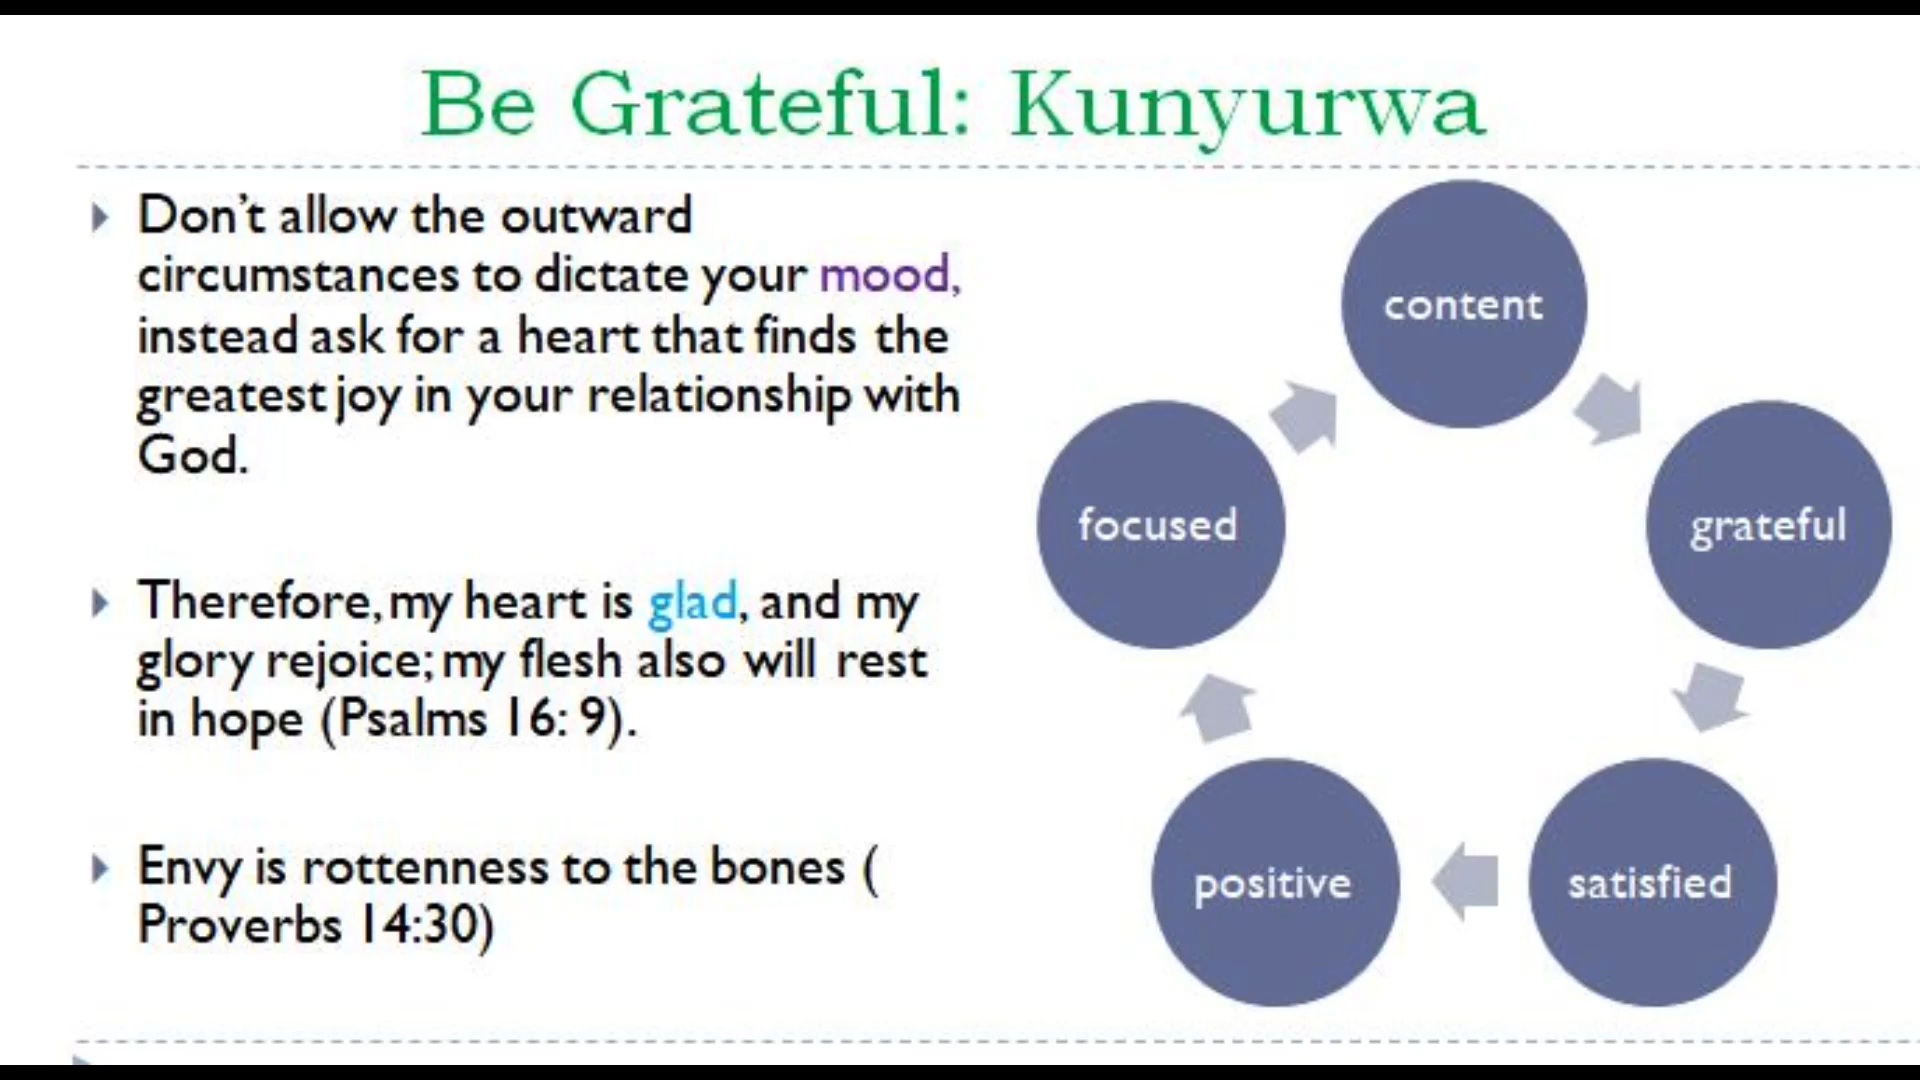 Be Grateful: Kunyurwa
Don't allow the outward
circumstances to dictate your mood,
instead ask for a heart that finds the
greatest joy in your relationship with
God.
Therefore, my heart is glad, and my
glory rejoice; my flesh also will rest
in hope (Psalms 16: 9).
Envy is rottenness to the bones (
Proverbs 14:30)
content
grateful
satisfied
positive
focused